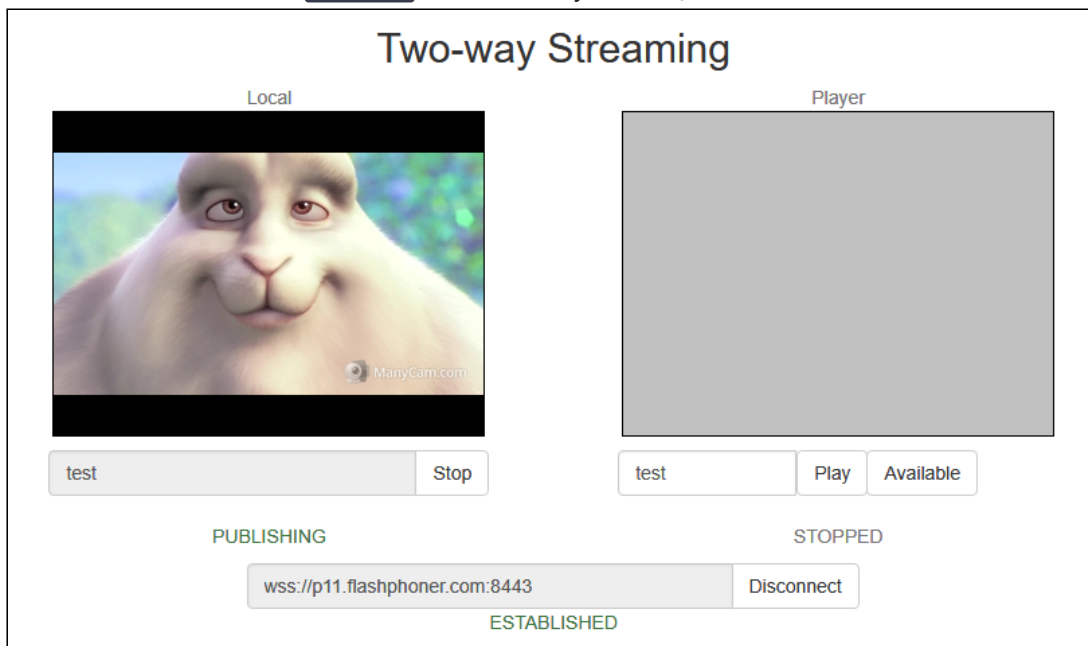 Two-way Streaming
Local
Player
ManyCam.com
test
Stop
test
Play
Available
PUBLISHING
STOPPED
wss://p11.flashphoner.com:8443
Disconnect
ESTABLISHED